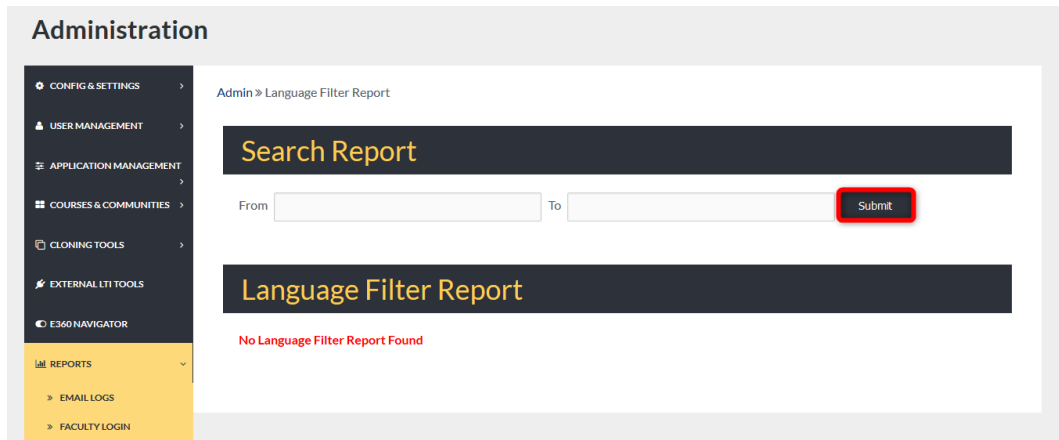 Administration
CONFIG & SETTINGS
USER MANAGEMENT
APPLICATION MANAGEMENT
COURSES & COMMUNITIES
CLONING TOOLS
EXTERNAL LTI TOOLS
E360 NAVIGATOR
REPORTS
» EMAIL LOGS
» FACULTY LOGIN
Admin » Language Filter Report
Search Report
From To Submit
Language Filter Report
No Language Filter Report Found